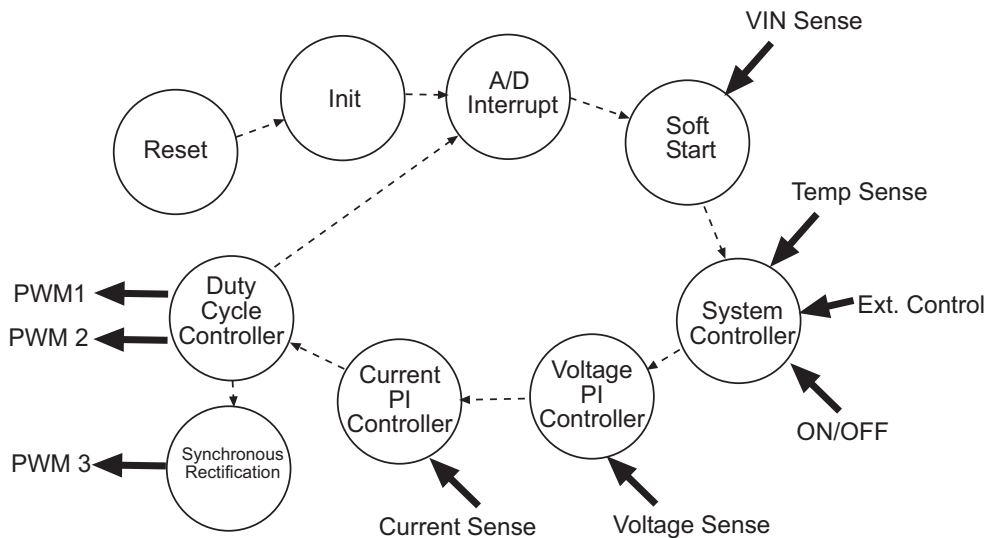 VIN Sense
A/D
Interrupt
Init
Soft
Start
Reset
Temp Sense
Duty
Cycle
Controller
PWM1
PWM 2
System
Controller
Ext. Control
Voltage
PI
Controller
Current
PI
Controller
ON/OFF
Synchronous
Rectification
PWM 3
Current Sense
Voltage Sense